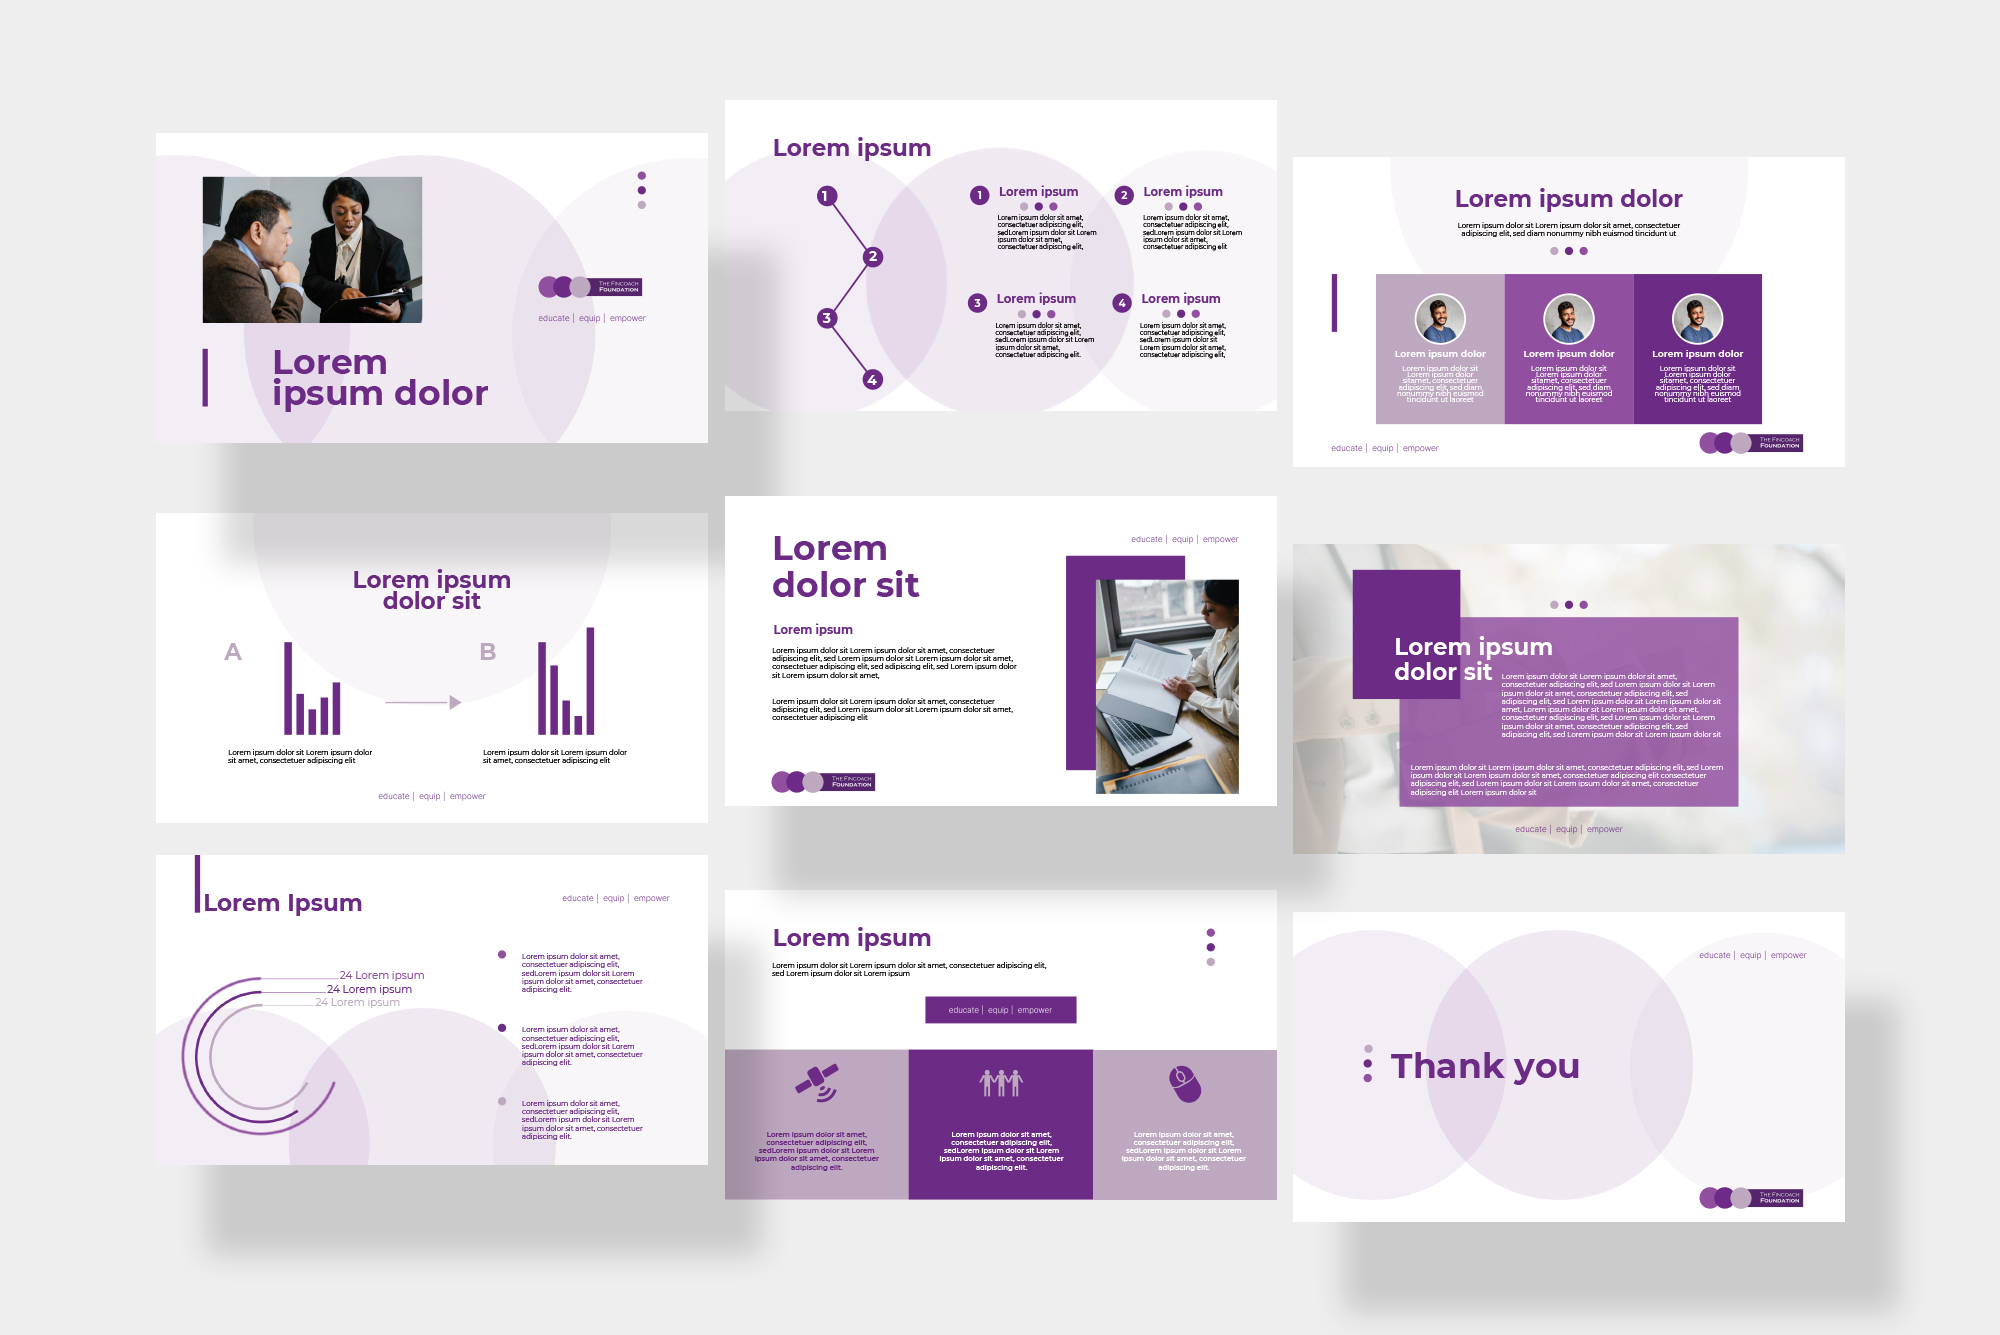 Lorem
ipsum dolor
THE FINCOACH
FOUNDATION
educate | equip | empower
Lorem ipsum
1
2
3
4
1 Lorem ipsum
Lorem ipsum dolor sit amet,
consectetuer adipiscing elit,
sedLorem ipsum dolor sit Lorem
ipsum dolor sit amet,
consectetuer adipiscing elit,
2 Lorem ipsum
Lorem ipsum dolor sit amet,
consectetuer adipiscing elit,
sedLorem ipsum dolor sit Lorem
ipsum dolor sit amet,
consectetuer adipiscing elit
3 Lorem ipsum
Lorem ipsum dolor sit amet,
consectetuer adipiscing elit,
sedLorem ipsum dolor sit Lorem
ipsum dolor sit amet,
consectetuer adipiscing elit.
4 Lorem ipsum
Lorem ipsum dolor sit amet,
consectetuer adipiscing elit,
sedLorem ipsum dolor sit
Lorem ipsum dolor sit amet,
consectetuer adipiscing elit,
Lorem ipsum dolor
Lorem ipsum dolor sit Lorem ipsum dolor sit amet, consectetuer
adipiscing elit, sed diam nonummy nibh euismod tincidunt ut
Lorem ipsum dolor
Lorem ipsum dolor sit
Lorem ipsum dolor
sitamet, consectetuer
adipiscing elit, sed diam
nonummy nibh euismod
tincidunt ut laoreet
Lorem ipsum dolor
Lorem ipsum dolor sit
Lorem ipsum dolor
sitamet, consectetuer
adipiscing elit, sed diam
nonummy nibh euismod
tincidunt ut laoreet
Lorem ipsum dolor
Lorem ipsum dolor sit
Lorem ipsum dolor
sitamet, consectetuer
adipiscing elit, sed diam
nonummy nibh euismod
tincidunt ut laoreet
educate | equip | empower
THE FINCOACH
FOUNDATION
Lorem ipsum
dolor sit
A
B
Lorem ipsum dolor sit Lorem ipsum dolor
sit amet, consectetuer adipiscing elit
Lorem ipsum dolor sit Lorem ipsum dolor
sit amet, consectetuer adipiscing elit
educate | equip | empower
Lorem
dolor sit
educate | equip | empower
Lorem ipsum
Lorem ipsum dolor sit Lorem ipsum dolor sit amet, consectetuer
adipiscing elit, sed Lorem ipsum dolor sit Lorem ipsum dolor sit amet,
consectetuer adipiscing elit, sed adipiscing elit, sed Lorem ipsum dolor
sit Lorem ipsum dolor sit amet,
Lorem ipsum dolor sit Lorem ipsum dolor sit amet, consectetuer
adipiscing elit, sed Lorem ipsum dolor sit Lorem ipsum dolor sit amet,
consectetuer adipiscing elit
THE FINCOACH
FOUNDATION
Lorem ipsum
dolor sit
Lorem ipsum dolor sit Lorem ipsum dolor sit amet,
consectetuer adipiscing elit, sed Lorem ipsum dolor sit Lorem
ipsum dolor sit amet, consectetuer adipiscing elit, sed
adipiscing elit, sed Lorem ipsum dolor sit Lorem ipsum dolor sit
amet, Lorem ipsum dolor sit Lorem ipsum dolor sit amet,
consectetuer adipiscing elit, sed Lorem ipsum dolor sit Lorem
ipsum dolor sit amet, consectetuer adipiscing elit, sed
adipiscing elit, sed Lorem ipsum dolor sit Lorem ipsum dolor sit
Lorem ipsum dolor sit Lorem ipsum dolor sit amet, consectetuer adipiscing elit, sed Lorem
ipsum dolor sit Lorem ipsum dolor sit amet, consectetuer adipiscing elit consectetuer
adipiscing elit, sed Lorem ipsum dolor sit Lorem ipsum dolor sit amet, consectetuer
adipiscing elit Lorem ipsum dolor sit
educate | equip | empower
Lorem Ipsum
educate | equip | empower
24 Lorem ipsum
24 Lorem ipsum
24 Lorem ipsum
Lorem ipsum dolor sit amet,
consectetuer adipiscing elit,
sedLorem ipsum dolor sit Lorem
ipsum dolor sit amet, consectetuer
adipiscing elit.
Lorem ipsum dolor sit amet,
consectetuer adipiscing elit,
sedLorem ipsum dolor sit Lorem
ipsum dolor sit amet, consectetuer
adipiscing elit.
Lorem ipsum dolor sit amet,
consectetuer adipiscing elit,
sedLorem ipsum dolor sit Lorem
ipsum dolor sit amet, consectetuer
adipiscing elit.
Lorem ipsum
Lorem ipsum dolor sit Lorem ipsum dolor sit amet, consectetuer adipiscing elit,
sed Lorem ipsum dolor sit Lorem ipsum
educate | equip | empower
Lorem ipsum dolor sit amet,
consectetuer adipiscing elit,
sedLorem ipsum dolor sit Lorem
ipsum dolor sit amet, consectetuer
adipiscing elit.
Lorem ipsum dolor sit amet,
consectetuer adipiscing elit,
sedLorem ipsum dolor sit Lorem
ipsum dolor sit amet, consectetuer
adipiscing elit.
Lorem ipsum dolor sit amet,
consectetuer adipiscing elit,
sedLorem ipsum dolor sit Lorem
ipsum dolor sit amet, consectetuer
adipiscing elit.
educate | equip | empower
Thank you
THE FINCOACH
FOUNDATION